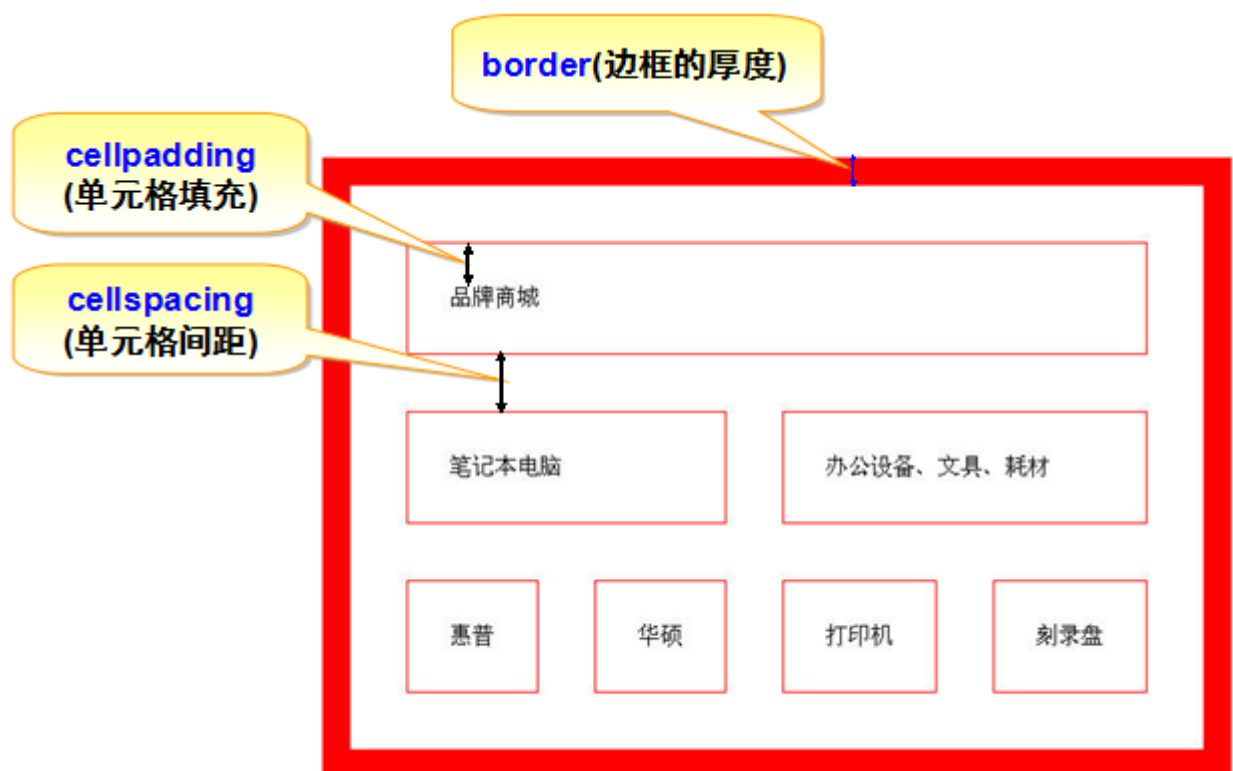 border(边框的厚度)
cellpadding
(单元格填充)
cellspacing
(单元格间距)
品牌商城
笔记本电脑
办公设备、文具、耗材
惠普
华硕
打印机
刻录盘